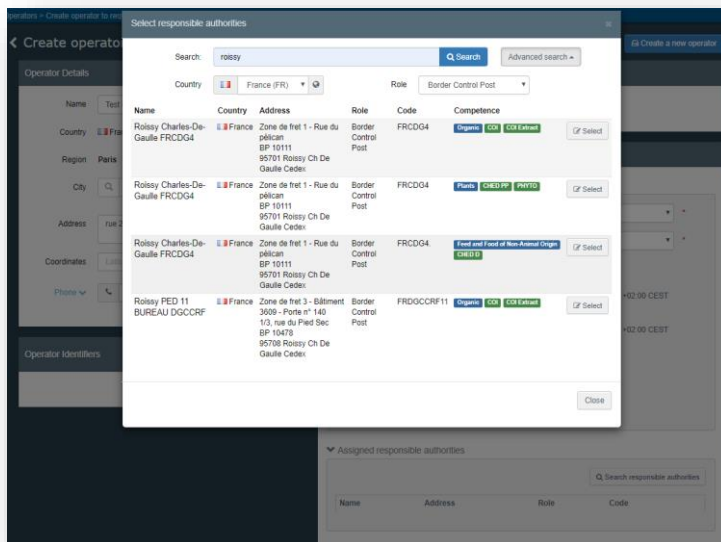 operators > Create operator to req
Select responsible authorities
×
Create operator
Create a new operator
Search: roissy Search Advanced search
Country France (FR) Role Border Control Post
Name Country Address Role Code Competence
Roissy Charles-De-Gaulle FRCDG4 France Zone de fret 1 - Rue du Border FRCDG4 Organic COI COI Extract Select
pélican Control
BP 10111 Post
95701 Roissy Ch De
Gaulle Cedex
Roissy Charles-De-Gaulle FRCDG4 France Zone de fret 1 - Rue du Border FRCDG4 Plants CHED PP PHYTO Select
pélican Control
BP 10111 Post
95701 Roissy Ch De
Gaulle Cedex
Roissy Charles-De-Gaulle FRCDG4 France Zone de fret 1 - Rue du Border FRCDG4 Feed and Food of Non-Animal Origin Select
pélican Control CHED D
BP 10111 Post
95701 Roissy Ch De
Gaulle Cedex
Roissy PED 11 France Zone de fret 3 - Bâtiment Border FRDGCCRF11 Organic COI COI Extract Select
BUREAU DGCCRF 3609 - Porte n° 140 Control
1/3, rue du Pied Sec Post
BP 10478
95708 Roissy Ch De
Gaulle Cedex
Close
Operator Details
Name Test
Country Fra
Region Paris
City
Address rue 2
Coordinates
Phone
+02:00 CEST
+02:00 CEST
Operator Identifiers
Assigned responsible authorities
Search responsible authorities
Name Address Role Code